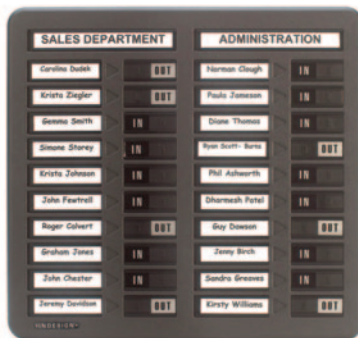 SALES DEPARTMENT
ADMINISTRATION
Caroline Dudek OUT
Norman Clough IN
Krista Ziegler OUT
Paula Jameson IN
Gemma Smith IN
Diane Thomas IN
Simone Storey IN
Ryan Scott- Burns OUT
Krista Johnson IN
Phil Ashworth IN
John Fewtrell IN
Dharmesh Patel IN
Roger Calvert OUT
Guy Dawson OUT
Graham Jones IN
Jenny Birch IN
John Chester IN
Sandra Greaves IN
Jeremy Davidson OUT
Kirsty Williams OUT